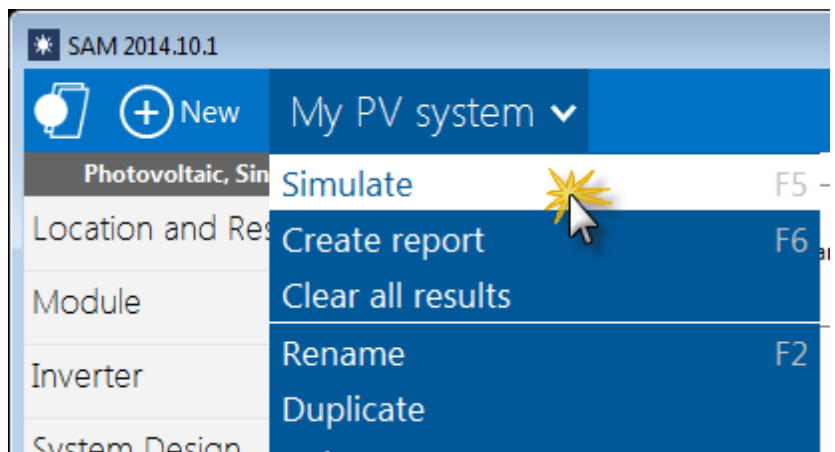 SAM 2014.10.1
New
My PV system
Photovoltaic, Sin
Simulate F5
Location and Res
Create report F6
Module
Clear all results
Rename F2
Inverter
Duplicate
System Design